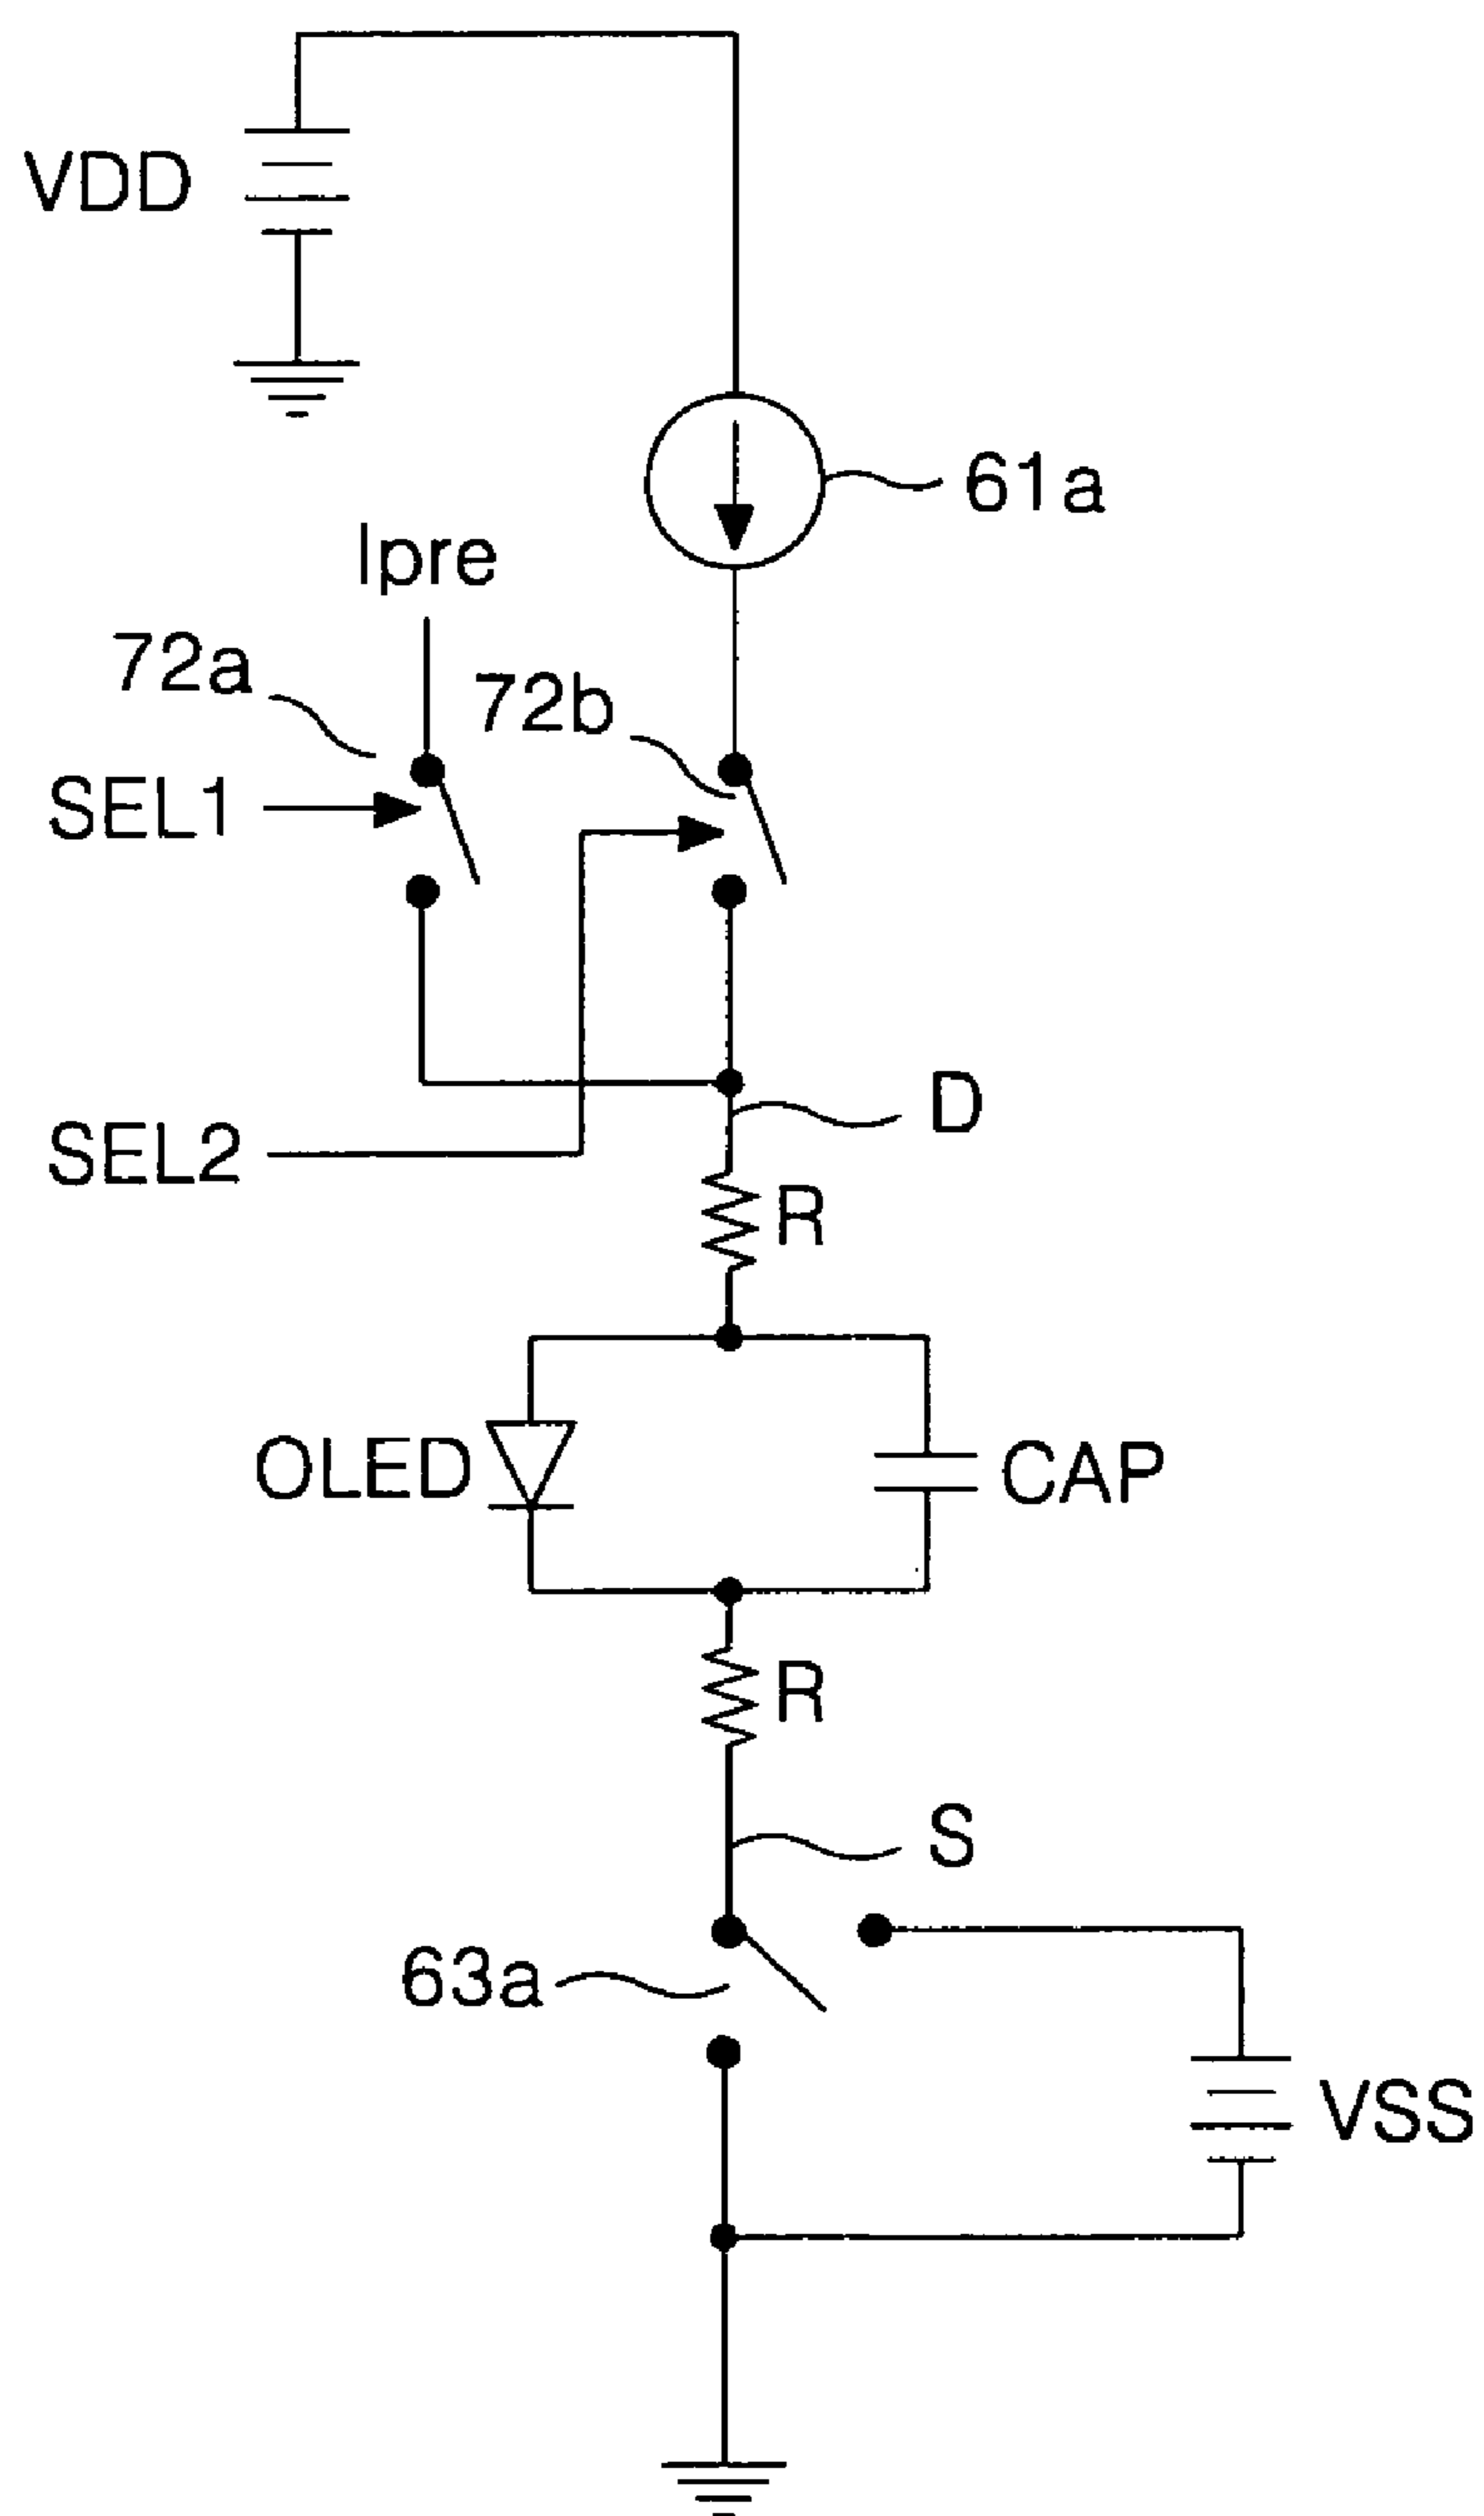 VDD
61a
Ipre
72a
72b
SEL1
D
SEL2
R
OLED
CAP
R
S
63a
VSS